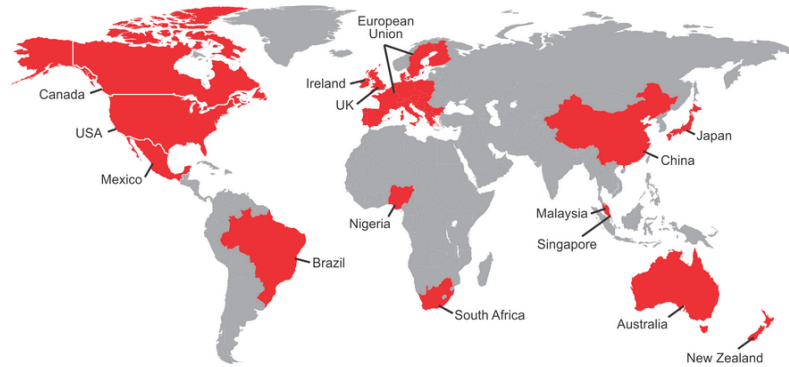 European
Union
Canada
Ireland
UK
USA
Japan
China
Mexico
Malaysia
Nigeria
Singapore
Brazil
South Africa
Australia
New Zealand